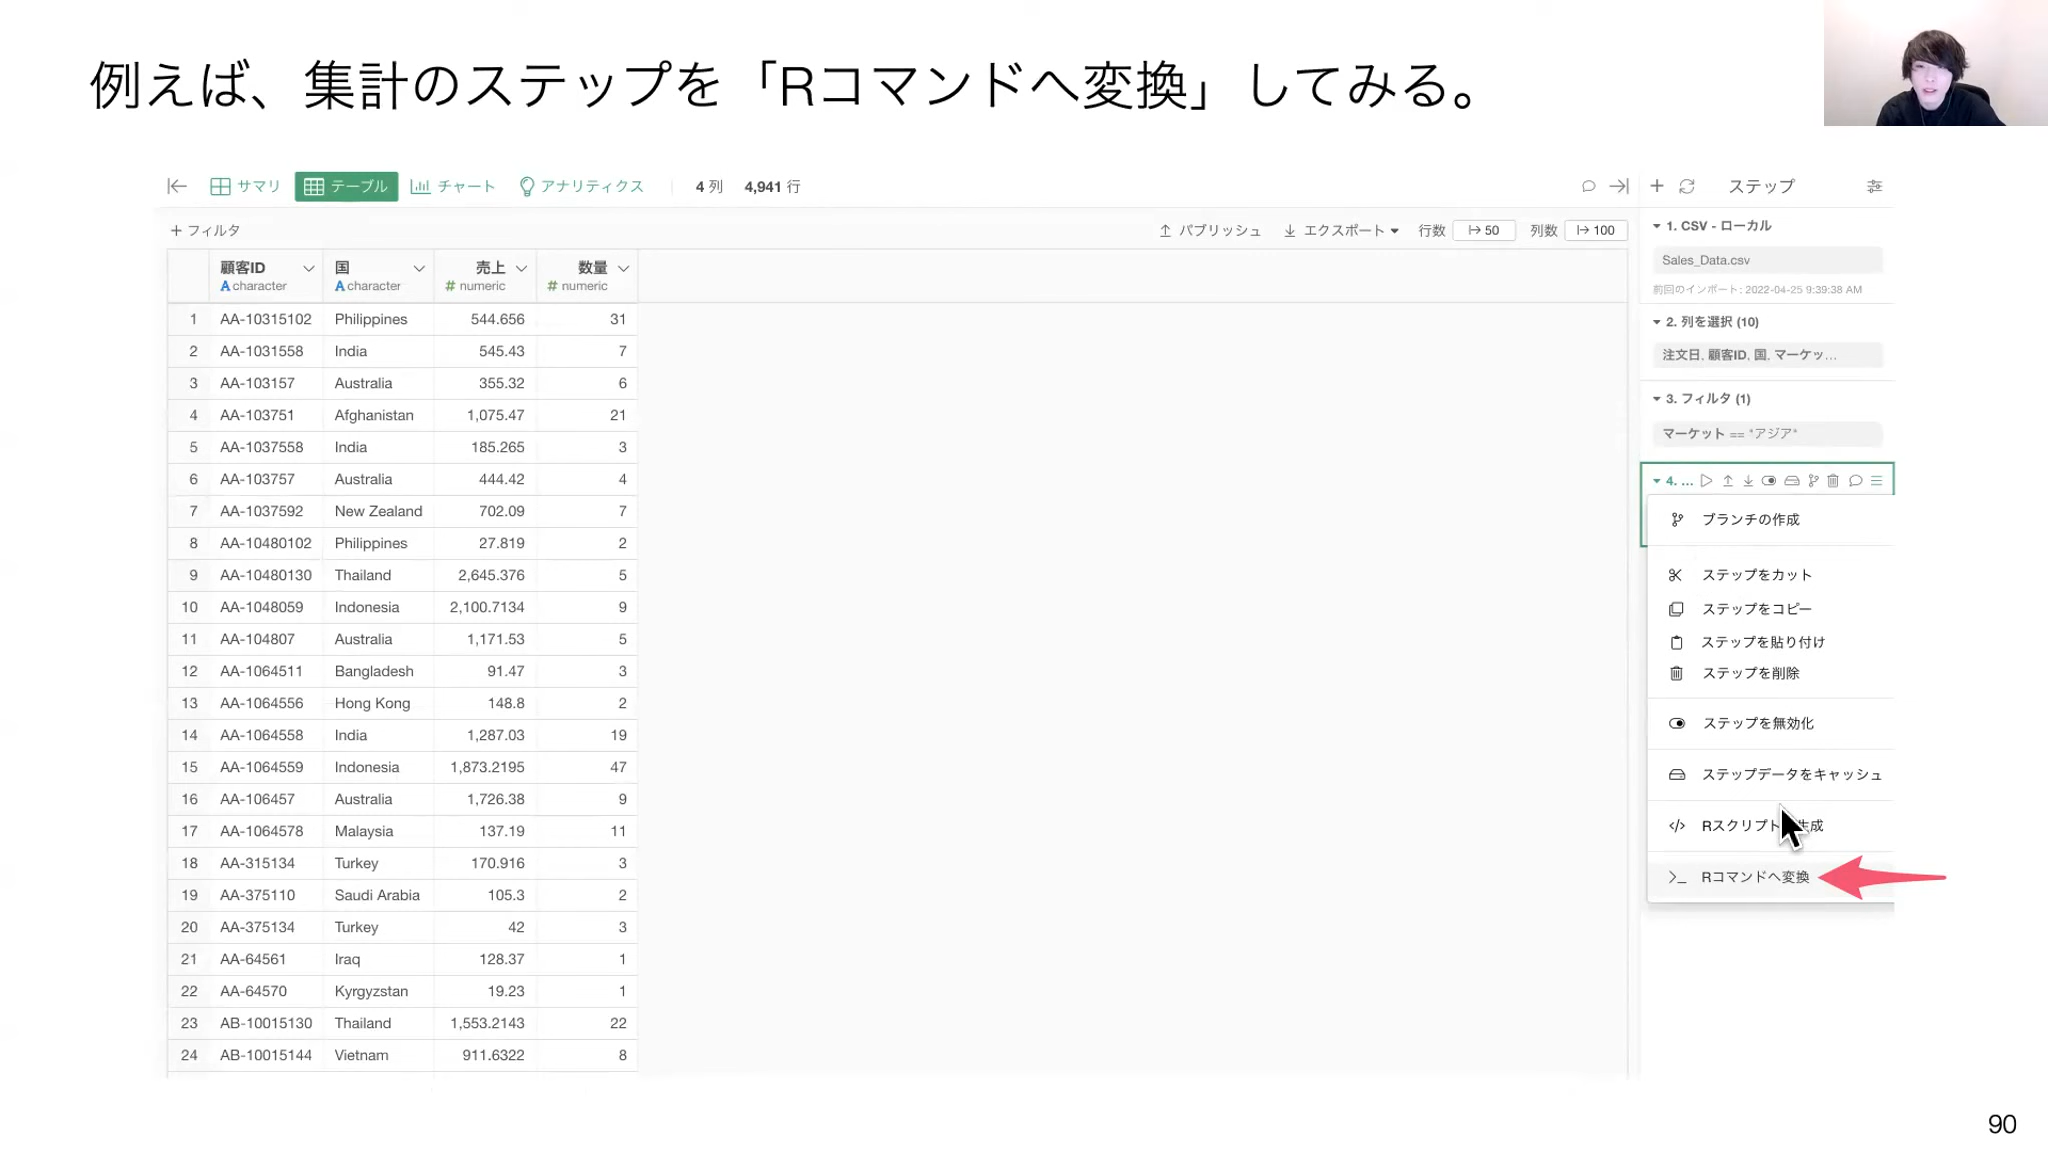 例えば、集計のステップを「Rコマンドへ変換」してみる。
サマリ テーブル チャート アナリティクス 4 列 4,941 行
+ フィルタ パブリッシュ エクスポート 行数 50 列数 100
顧客ID 国 売上 数量
A character A character # numeric # numeric
1 AA-10315102 Philippines 544.656 31
2 AA-1031558 India 545.43 7
3 AA-103157 Australia 355.32 6
4 AA-103751 Afghanistan 1,075.47 21
5 AA-1037558 India 185.265 3
6 AA-103757 Australia 444.42 4
7 AA-1037592 New Zealand 702.09 7
8 AA-10480102 Philippines 27.819 2
9 AA-10480130 Thailand 2,645.376 5
10 AA-1048059 Indonesia 2,100.7134 9
11 AA-104807 Australia 1,171.53 5
12 AA-1064511 Bangladesh 91.47 3
13 AA-1064556 Hong Kong 148.8 2
14 AA-1064558 India 1,287.03 19
15 AA-1064559 Indonesia 1,873.2195 47
16 AA-106457 Australia 1,726.38 9
17 AA-1064578 Malaysia 137.19 11
18 AA-315134 Turkey 170.916 3
19 AA-375110 Saudi Arabia 105.3 2
20 AA-375134 Turkey 42 3
21 AA-64561 Iraq 128.37 1
22 AA-64570 Kyrgyzstan 19.23 1
23 AB-10015130 Thailand 1,553.2143 22
24 AB-10015144 Vietnam 911.6322 8
ステップ
1. CSV - ローカル
Sales_Data.csv
前回のインポート: 2022-04-25 9:39:38 AM
2. 列を選択 (10)
注文日, 顧客ID, 国, マーケッ…
3. フィルタ (1)
マーケット == "アジア"
4. ...
ブランチの作成
ステップをカット
ステップをコピー
ステップを貼り付け
ステップを削除
ステップを無効化
ステップデータをキャッシュ
</> Rスクリプト 生成
>_ Rコマンドへ変換
90